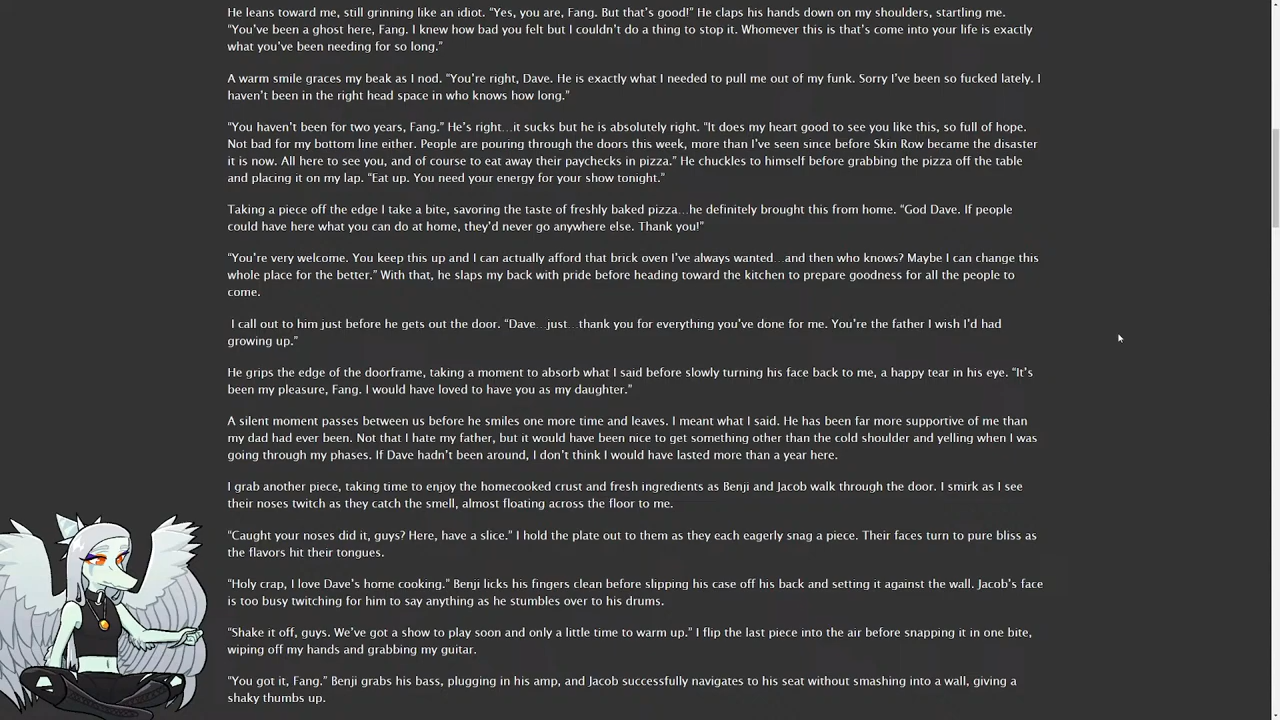 He leans toward me, still grinning like an idiot. “Yes, you are, Fang. But that’s good!” He claps his hands down on my shoulders, startling me.
“You’ve been a ghost here, Fang. I knew how bad you felt but I couldn’t do a thing to stop it. Whomever this is that’s come into your life is exactly
what you’ve been needing for so long.”
A warm smile graces my beak as I nod. “You’re right, Dave. He is exactly what I needed to pull me out of my funk. Sorry I’ve been so fucked lately. I
haven’t been in the right head space in who knows how long.”
“You haven’t been for two years, Fang.” He’s right…it sucks but he is absolutely right. “It does my heart good to see you like this, so full of hope.
Not bad for my bottom line either. People are pouring through the doors this week, more than I’ve seen since before Skin Row became the disaster
it is now. All here to see you, and of course to eat away their paychecks in pizza.” He chuckles to himself before grabbing the pizza off the table
and placing it on my lap. “Eat up. You need your energy for your show tonight.”
Taking a piece off the edge I take a bite, savoring the taste of freshly baked pizza…he definitely brought this from home. “God Dave. If people
could have here what you can do at home, they’d never go anywhere else. Thank you!”
“You’re very welcome. You keep this up and I can actually afford that brick oven I’ve always wanted…and then who knows? Maybe I can change this
whole place for the better.” With that, he slaps my back with pride before heading toward the kitchen to prepare goodness for all the people to
come.
I call out to him just before he gets out the door. “Dave…just…thank you for everything you’ve done for me. You’re the father I wish I’d had
growing up.”
He grips the edge of the doorframe, taking a moment to absorb what I said before slowly turning his face back to me, a happy tear in his eye. “It’s
been my pleasure, Fang. I would have loved to have you as my daughter.”
A silent moment passes between us before he smiles one more time and leaves. I meant what I said. He has been far more supportive of me than
my dad had ever been. Not that I hate my father, but it would have been nice to get something other than the cold shoulder and yelling when I was
going through my phases. If Dave hadn’t been around, I don’t think I would have lasted more than a year here.
I grab another piece, taking time to enjoy the homecooked crust and fresh ingredients as Benji and Jacob walk through the door. I smirk as I see
their noses twitch as they catch the smell, almost floating across the floor to me.
“Caught your noses did it, guys? Here, have a slice.” I hold the plate out to them as they each eagerly snag a piece. Their faces turn to pure bliss as
the flavors hit their tongues.
“Holy crap, I love Dave’s home cooking.” Benji licks his fingers clean before slipping his case off his back and setting it against the wall. Jacob’s face
is too busy twitching for him to say anything as he stumbles over to his drums.
“Shake it off, guys. We’ve got a show to play soon and only a little time to warm up.” I flip the last piece into the air before snapping it in one bite,
wiping off my hands and grabbing my guitar.
“You got it, Fang.” Benji grabs his bass, plugging in his amp, and Jacob successfully navigates to his seat without smashing into a wall, giving a
shaky thumbs up.